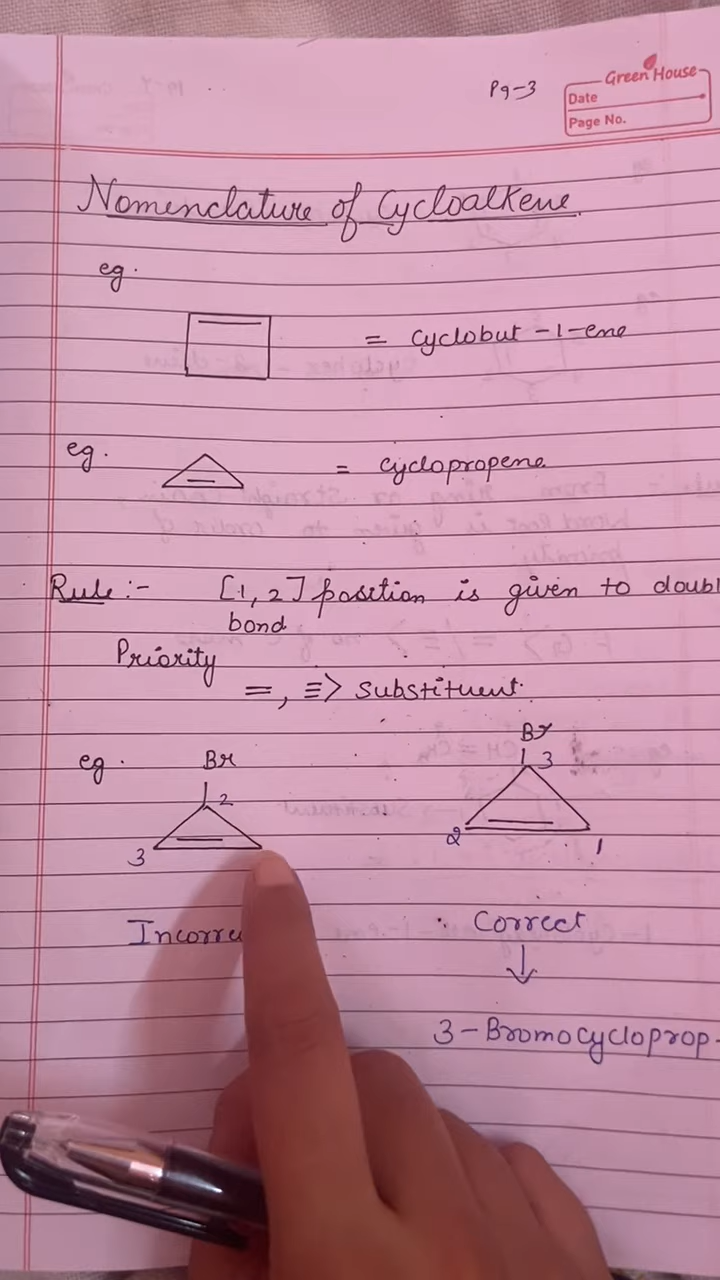 Pg-3
Green House
Date
Page No.
Nomenclature of Cycloalkene
eg.
= Cyclobut -1-ene
eg.
= cyclopropene
Rule :- [1, 2] position is given to doubl
bond
Priority
=, ≡> substituent.
eg. Br
Br
3
2
3
2
1
Incorre
Correct
↓
3-Bromocycloprop-